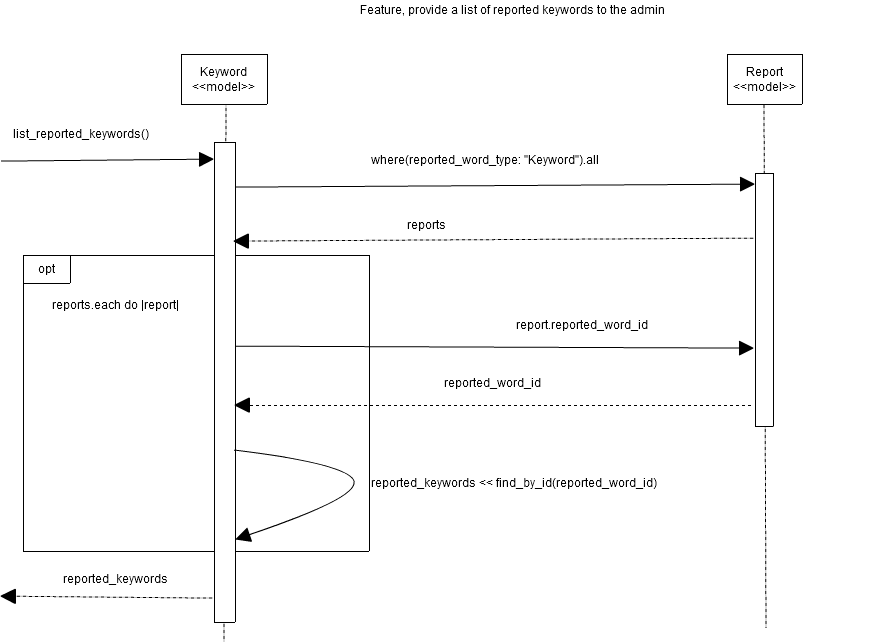 Feature, provide a list of reported keywords to the admin
Keyword
<<model>>
Report
<<model>>
list_reported_keywords()
where(reported_word_type: "Keyword").all
reports
opt
reports.each do |report|
report.reported_word_id
reported_word_id
reported_keywords << find_by_id(reported_word_id)
reported_keywords